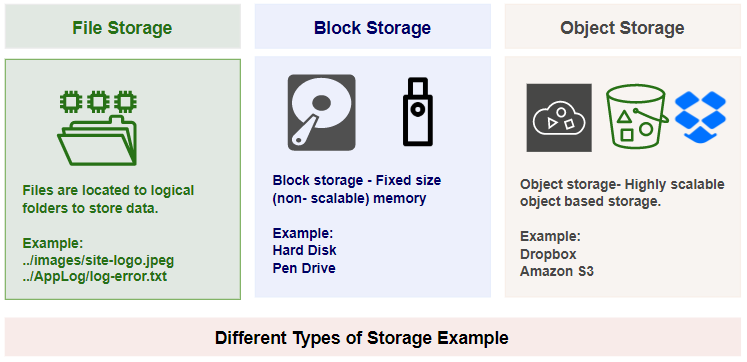 File Storage
Block Storage
Object Storage
Files are located to logical
folders to store data.
Example:
../images/site-logo.jpeg
../AppLog/log-error.txt
Block storage - Fixed size
(non- scalable) memory
Example:
Hard Disk
Pen Drive
Object storage- Highly scalable
object based storage.
Example:
Dropbox
Amazon S3
Different Types of Storage Example